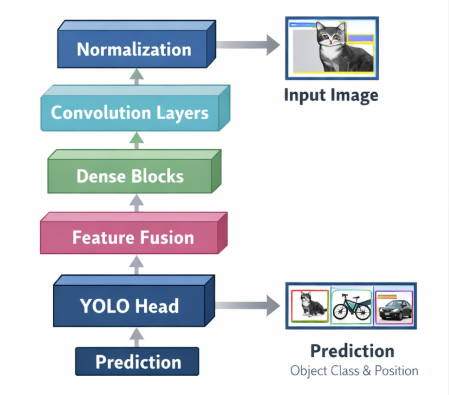 Normalization
Input Image
Convolution Layers
Dense Blocks
Feature Fusion
YOLO Head
Prediction
Prediction
Object Class & Position